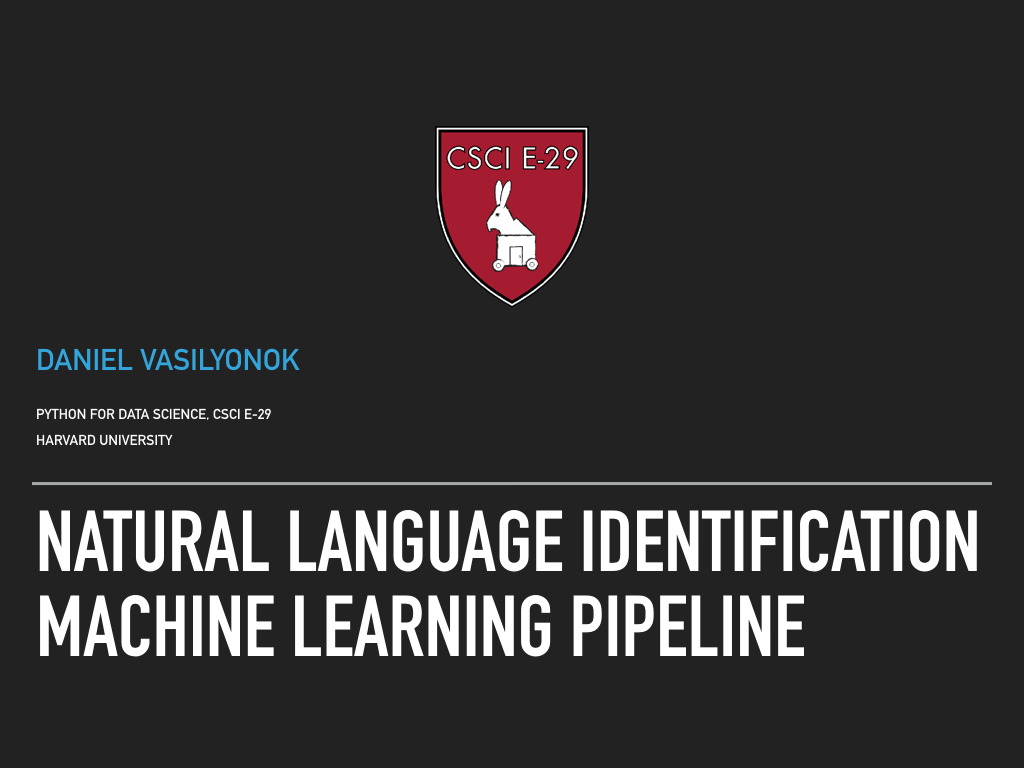 CSCI E-29
DANIEL VASILYONOK
PYTHON FOR DATA SCIENCE, CSCI E-29
HARVARD UNIVERSITY
NATURAL LANGUAGE IDENTIFICATION
MACHINE LEARNING PIPELINE